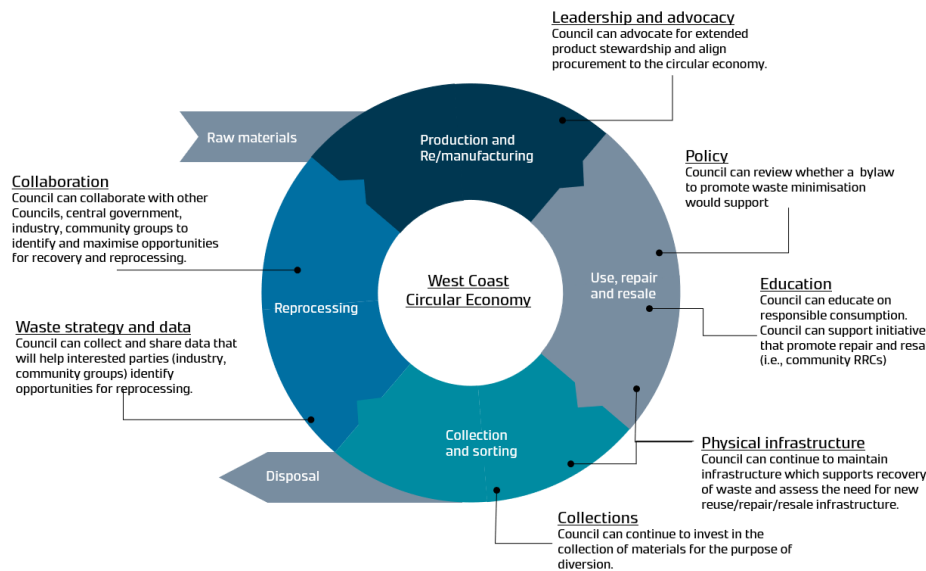 Leadership and advocacy
Council can advocate for extended
product stewardship and align
procurement to the circular economy.
Raw materials
Production and
Re/manufacturing
Policy
Council can review whether a bylaw
to promote waste minimisation
would support
Collaboration
Council can collaborate with other
Councils, central government,
industry, community groups to
identify and maximise opportunities
for recovery and reprocessing.
West Coast
Circular Economy
Use, repair
and resale
Education
Council can educate on
responsible consumption.
Council can support initiative
that promote repair and resa
(i.e., community RRCs)
Reprocessing
Waste strategy and data
Council can collect and share data that
will help interested parties (industry,
community groups) identify
opportunities for reprocessing.
Collection
and sorting
Physical infrastructure
Council can continue to maintain
infrastructure which supports recovery
of waste and assess the need for new
reuse/repair/resale infrastructure.
Disposal
Collections
Council can continue to invest in the
collection of materials for the purpose of
diversion.